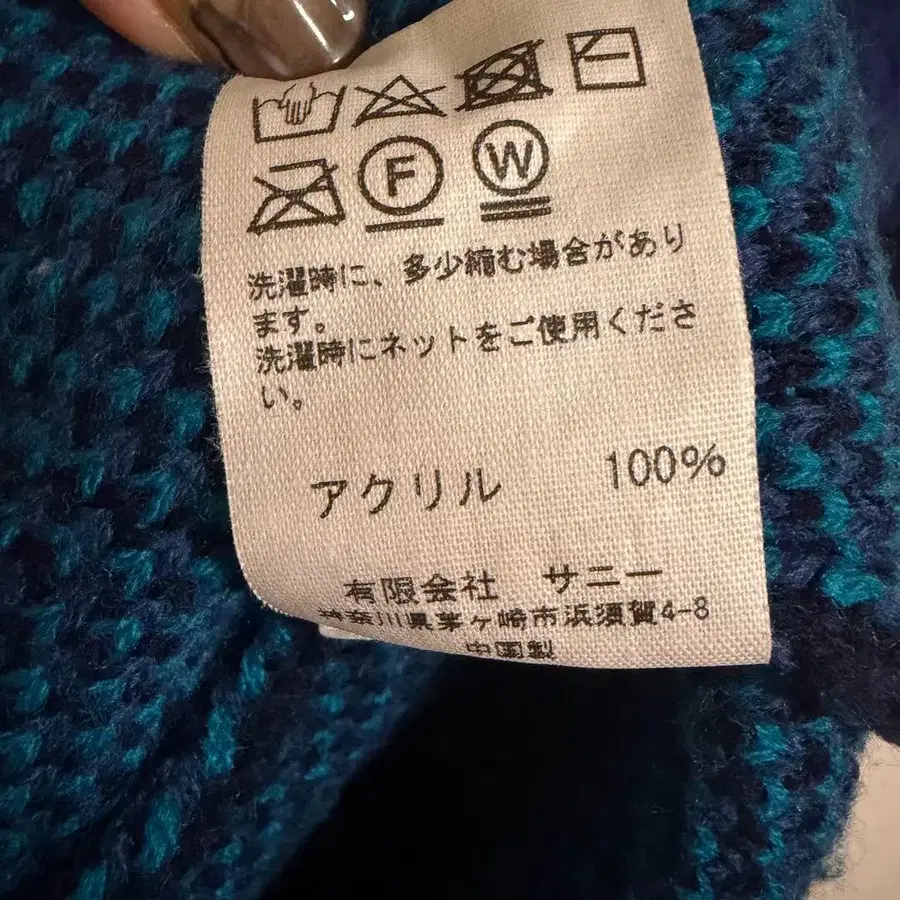 F W
洗濯時に、多少縮む場合があり
ます。
洗濯時にネットをご使用くださ
い。
アクリル 100%
有限会社 サニー
神奈川県茅ヶ崎市浜須賀4-8
中国製